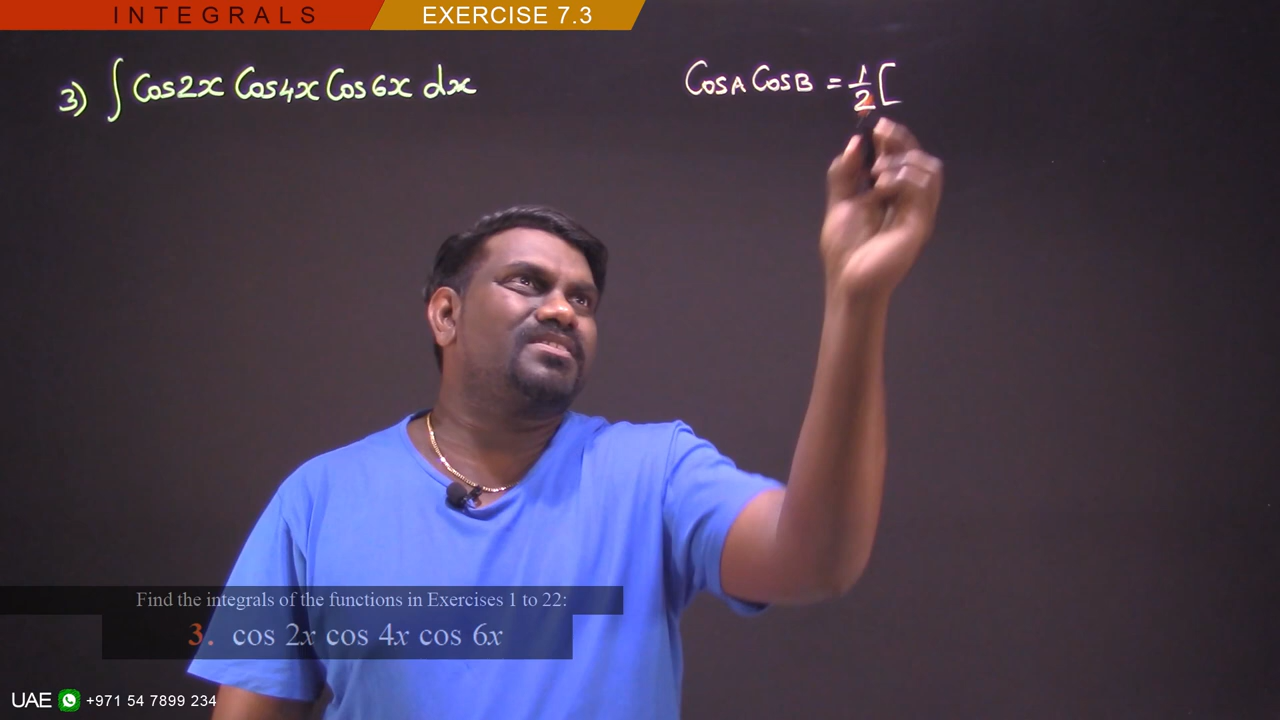 INTEGRALS EXERCISE 7.3
3) ∫ Cos2x Cos4x Cos6x dx
CosA CosB = 1/2 [
Find the integrals of the functions in Exercises 1 to 22:
3. cos 2x cos 4x cos 6x
UAE +971 54 7899 234